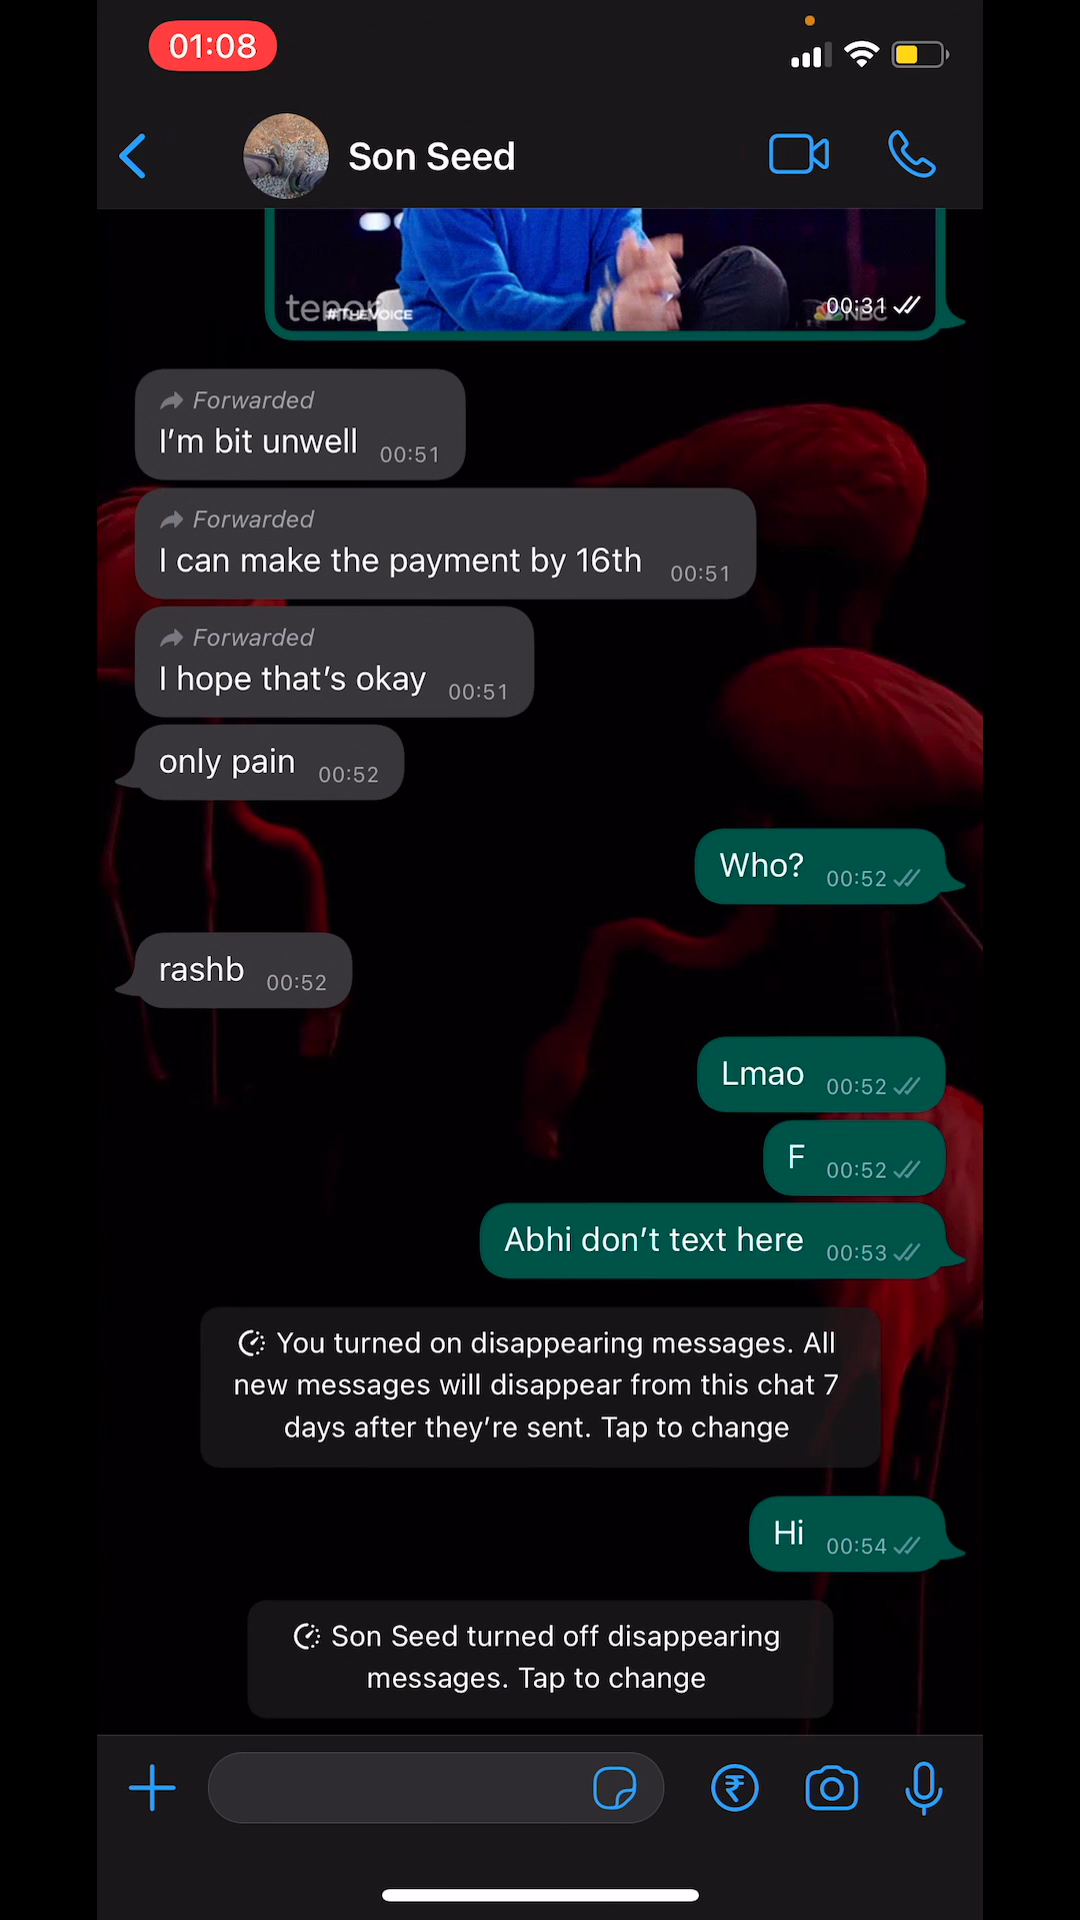 01:08
Son Seed
tenor
#THEVOICE
NBC
00:31
Forwarded
I'm bit unwell 00:51
Forwarded
I can make the payment by 16th 00:51
Forwarded
I hope that's okay 00:51
only pain 00:52
Who? 00:52
rashb 00:52
Lmao 00:52
F 00:52
Abhi don't text here 00:53
You turned on disappearing messages. All
new messages will disappear from this chat 7
days after they're sent. Tap to change
Hi 00:54
Son Seed turned off disappearing
messages. Tap to change
₹